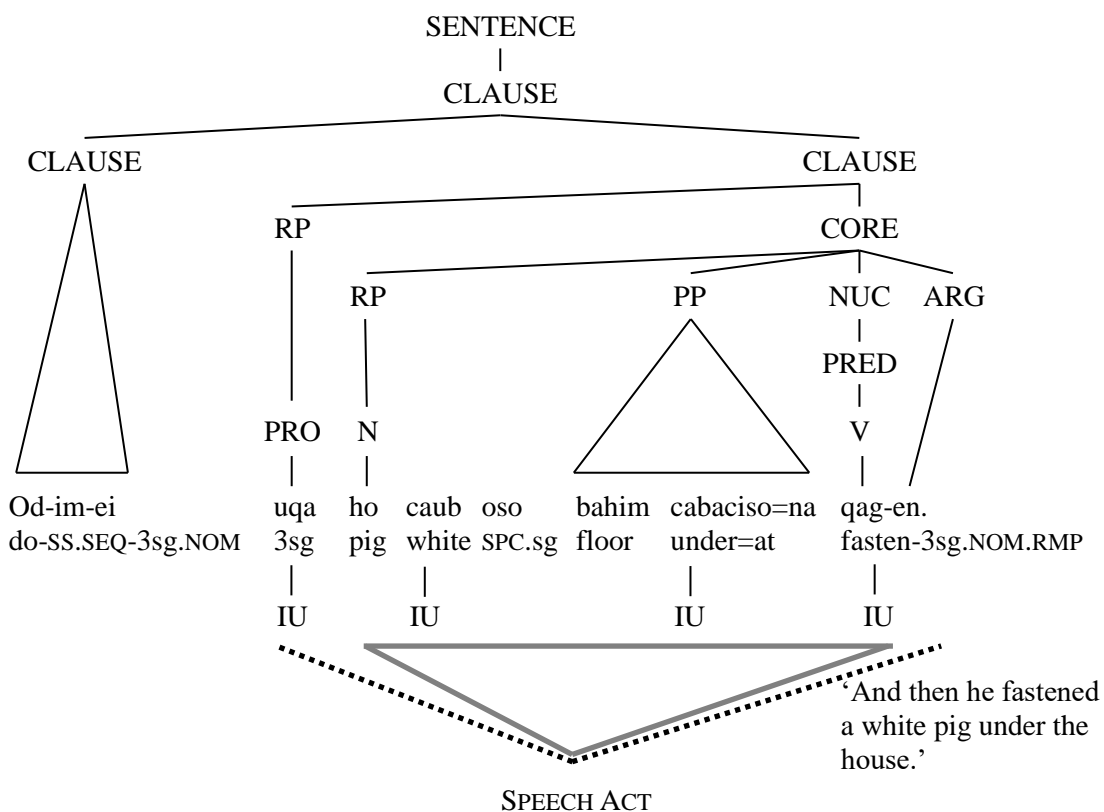 SENTENCE
CLAUSE
CLAUSE CLAUSE
RP CORE
RP PP NUC ARG
PRED
PRO N V
Od-im-ei uqa ho caub oso bahim cabaciso=na qag-en.
do-SS.SEQ-3sg.NOM 3sg pig white SPC.sg floor under=at fasten-3sg.NOM.RMP
IU IU IU IU
‘And then he fastened
a white pig under the
house.’
SPEECH ACT